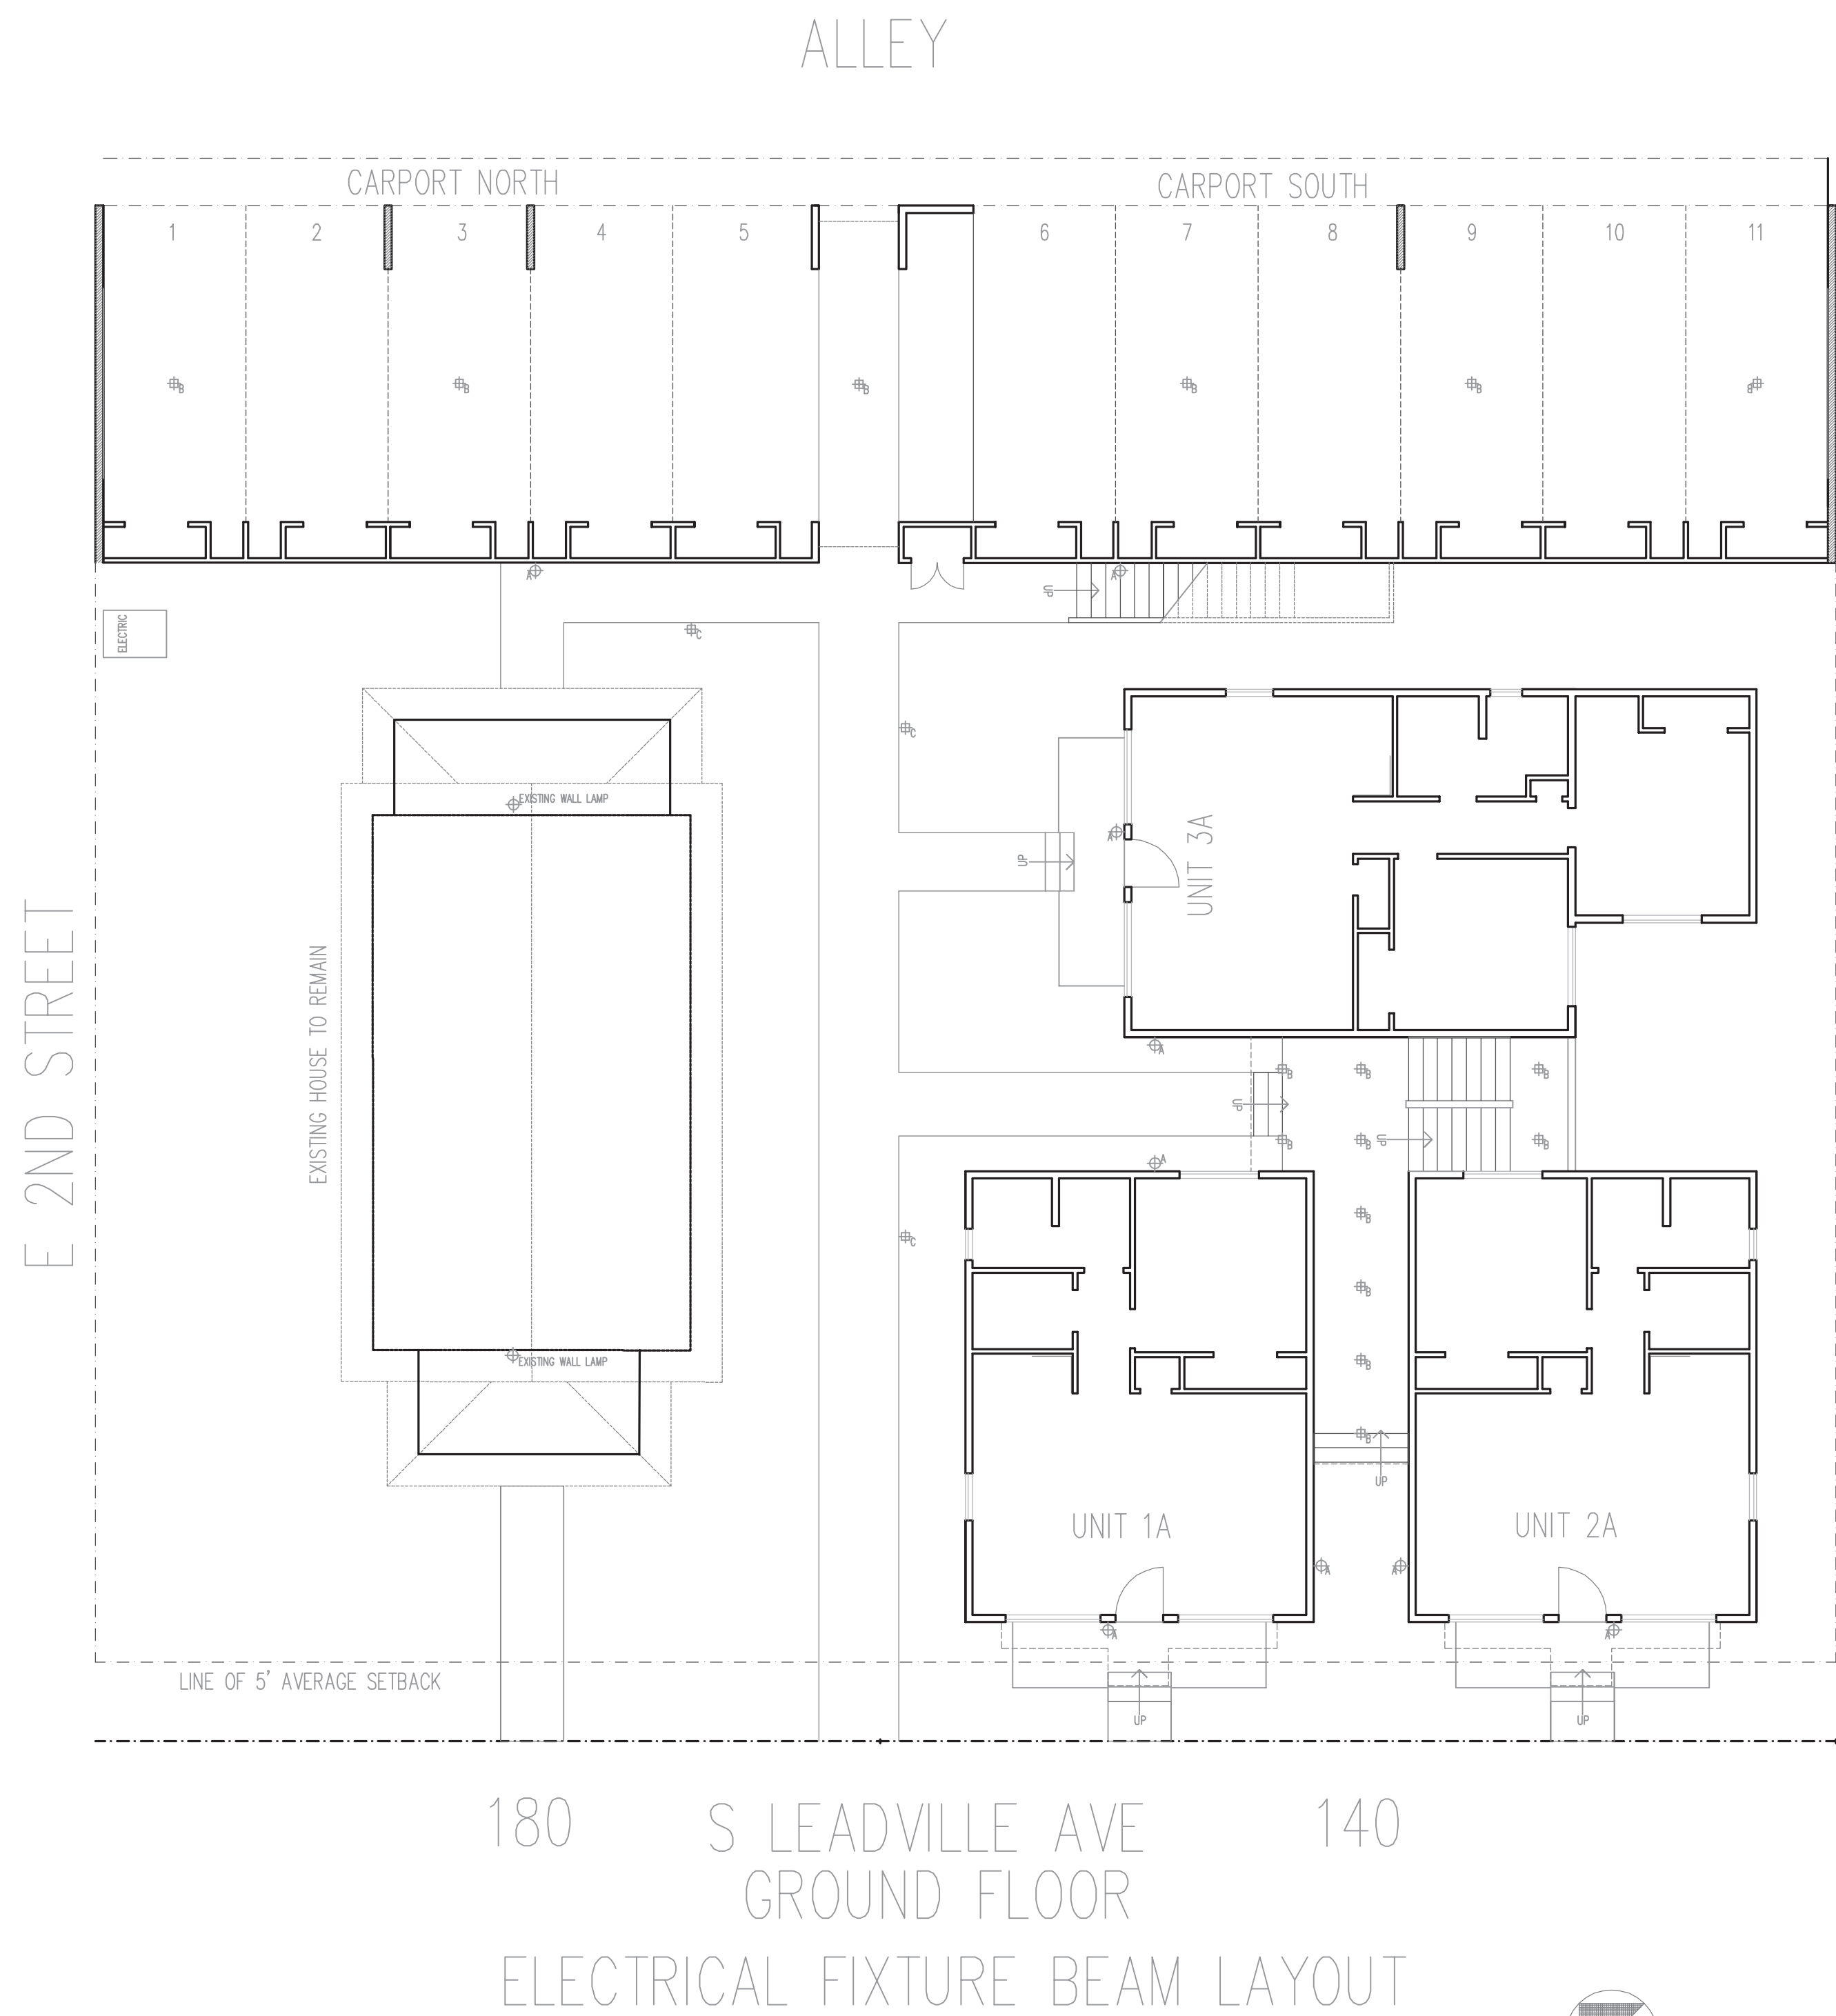 ALLEY
CARPORT NORTH
CARPORT SOUTH
1 2 3 4 5 6 7 8 9 10 11
B B B B B B
A A
UP
ELECTRIC
C
C
EXISTING WALL LAMP
A
UP
UNIT 3A
E 2ND STREET
EXISTING HOUSE TO REMAIN
A
B B B
UP
B B UP B
A
C
B
B
EXISTING WALL LAMP
B
B
UP
UNIT 1A
UNIT 2A
A A
A A
LINE OF 5' AVERAGE SETBACK
UP UP
180 S LEADVILLE AVE 140
GROUND FLOOR
ELECTRICAL FIXTURE BEAM LAYOUT